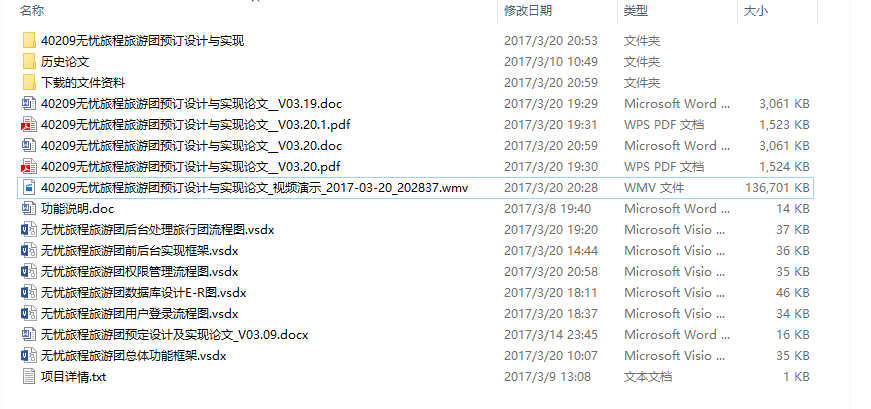 名称 修改日期 类型 大小
40209无忧旅程旅游团预订设计与实现 2017/3/20 20:53 文件夹
历史论文 2017/3/10 10:49 文件夹
下载的文件资料 2017/3/20 20:59 文件夹
40209无忧旅程旅游团预订设计与实现论文__V03.19.doc 2017/3/20 19:29 Microsoft Word ... 3,061 KB
40209无忧旅程旅游团预订设计与实现论文__V03.20.1.pdf 2017/3/20 19:31 WPS PDF 文档 1,523 KB
40209无忧旅程旅游团预订设计与实现论文__V03.20.doc 2017/3/20 20:59 Microsoft Word ... 3,061 KB
40209无忧旅程旅游团预订设计与实现论文__V03.20.pdf 2017/3/20 19:30 WPS PDF 文档 1,524 KB
40209无忧旅程旅游团预订设计与实现论文_视频演示_2017-03-20_202837.wmv 2017/3/20 20:28 WMV 文件 136,701 KB
功能说明.doc 2017/3/8 19:40 Microsoft Word ... 14 KB
无忧旅程旅游团后台处理旅行团流程图.vsdx 2017/3/20 19:20 Microsoft Visio ... 37 KB
无忧旅程旅游团前后台实现框架.vsdx 2017/3/20 14:44 Microsoft Visio ... 36 KB
无忧旅程旅游团权限管理流程图.vsdx 2017/3/20 20:58 Microsoft Visio ... 35 KB
无忧旅程旅游团数据库设计E-R图.vsdx 2017/3/20 18:11 Microsoft Visio ... 46 KB
无忧旅程旅游团用户登录流程图.vsdx 2017/3/20 18:37 Microsoft Visio ... 34 KB
无忧旅程旅游团预定设计及实现论文_V03.09.docx 2017/3/14 23:45 Microsoft Word ... 16 KB
无忧旅程旅游团总体功能框架.vsdx 2017/3/20 10:07 Microsoft Visio ... 35 KB
项目详情.txt 2017/3/9 13:08 文本文档 1 KB